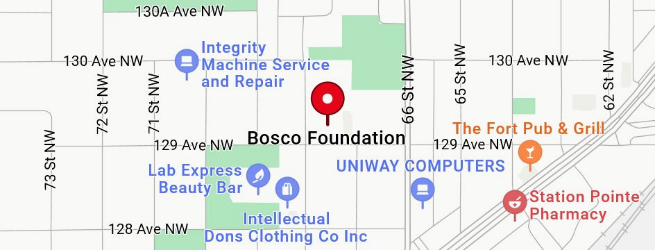 130A Ave NW
Integrity
Machine Service
and Repair
130 Ave NW
130 Ave NW
72 St NW
71 St NW
66 St NW
65 St NW
62 St NW
73 St NW
Bosco Foundation
The Fort Pub & Grill
129 Ave NW
129 Ave NW
Lab Express
Beauty Bar
UNIWAY COMPUTERS
Station Pointe
Pharmacy
Intellectual
Dons Clothing Co Inc
128 Ave NW